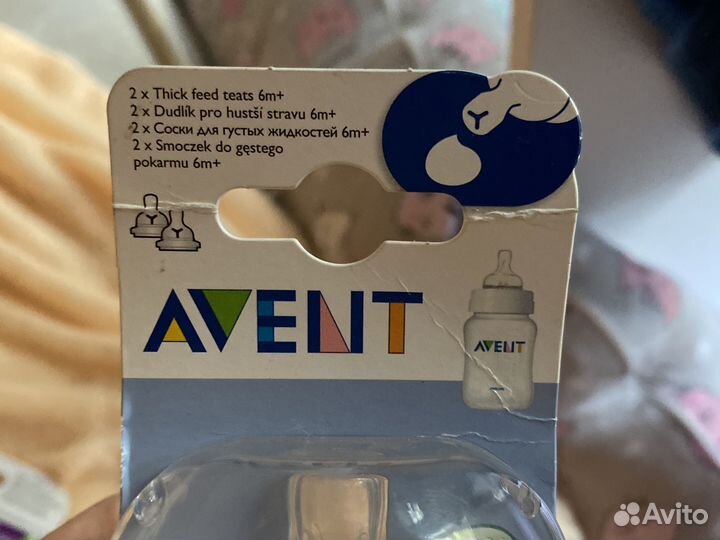 2 x Thick feed teats 6m+
2 x Dudlík pro hustší stravu 6m+
2 x Соски для густых жидкостей 6m+
2 x Smoczek do gęstego
pokarmu 6m+
AVENT
AVENT
Avito